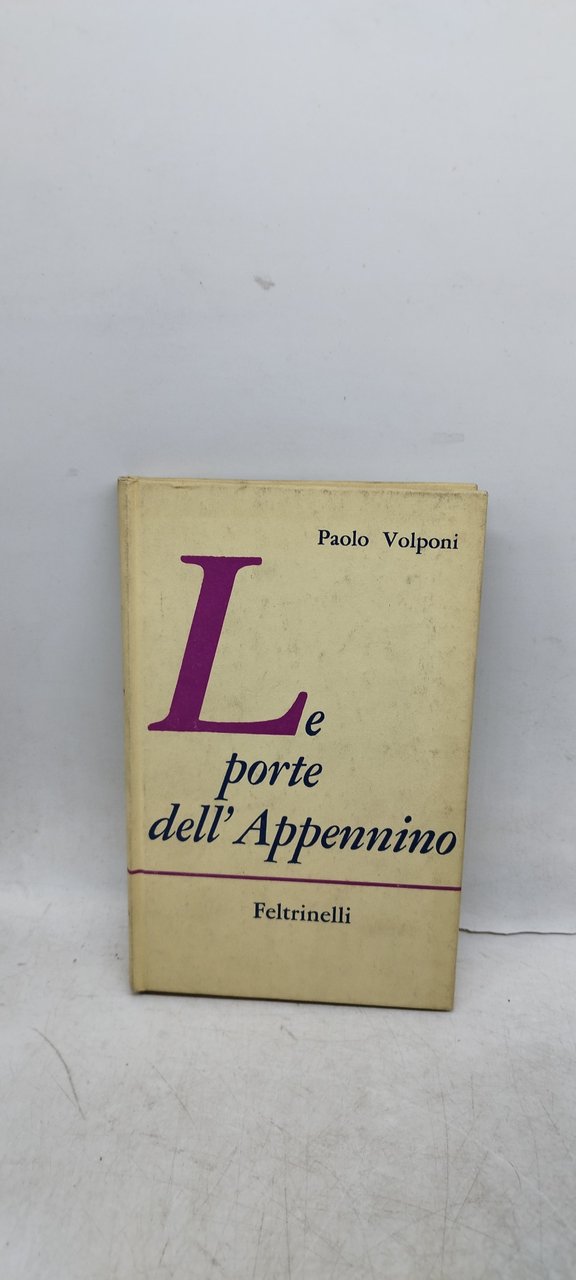 Paolo Volponi
Le
porte
dell'Appennino
Feltrinelli